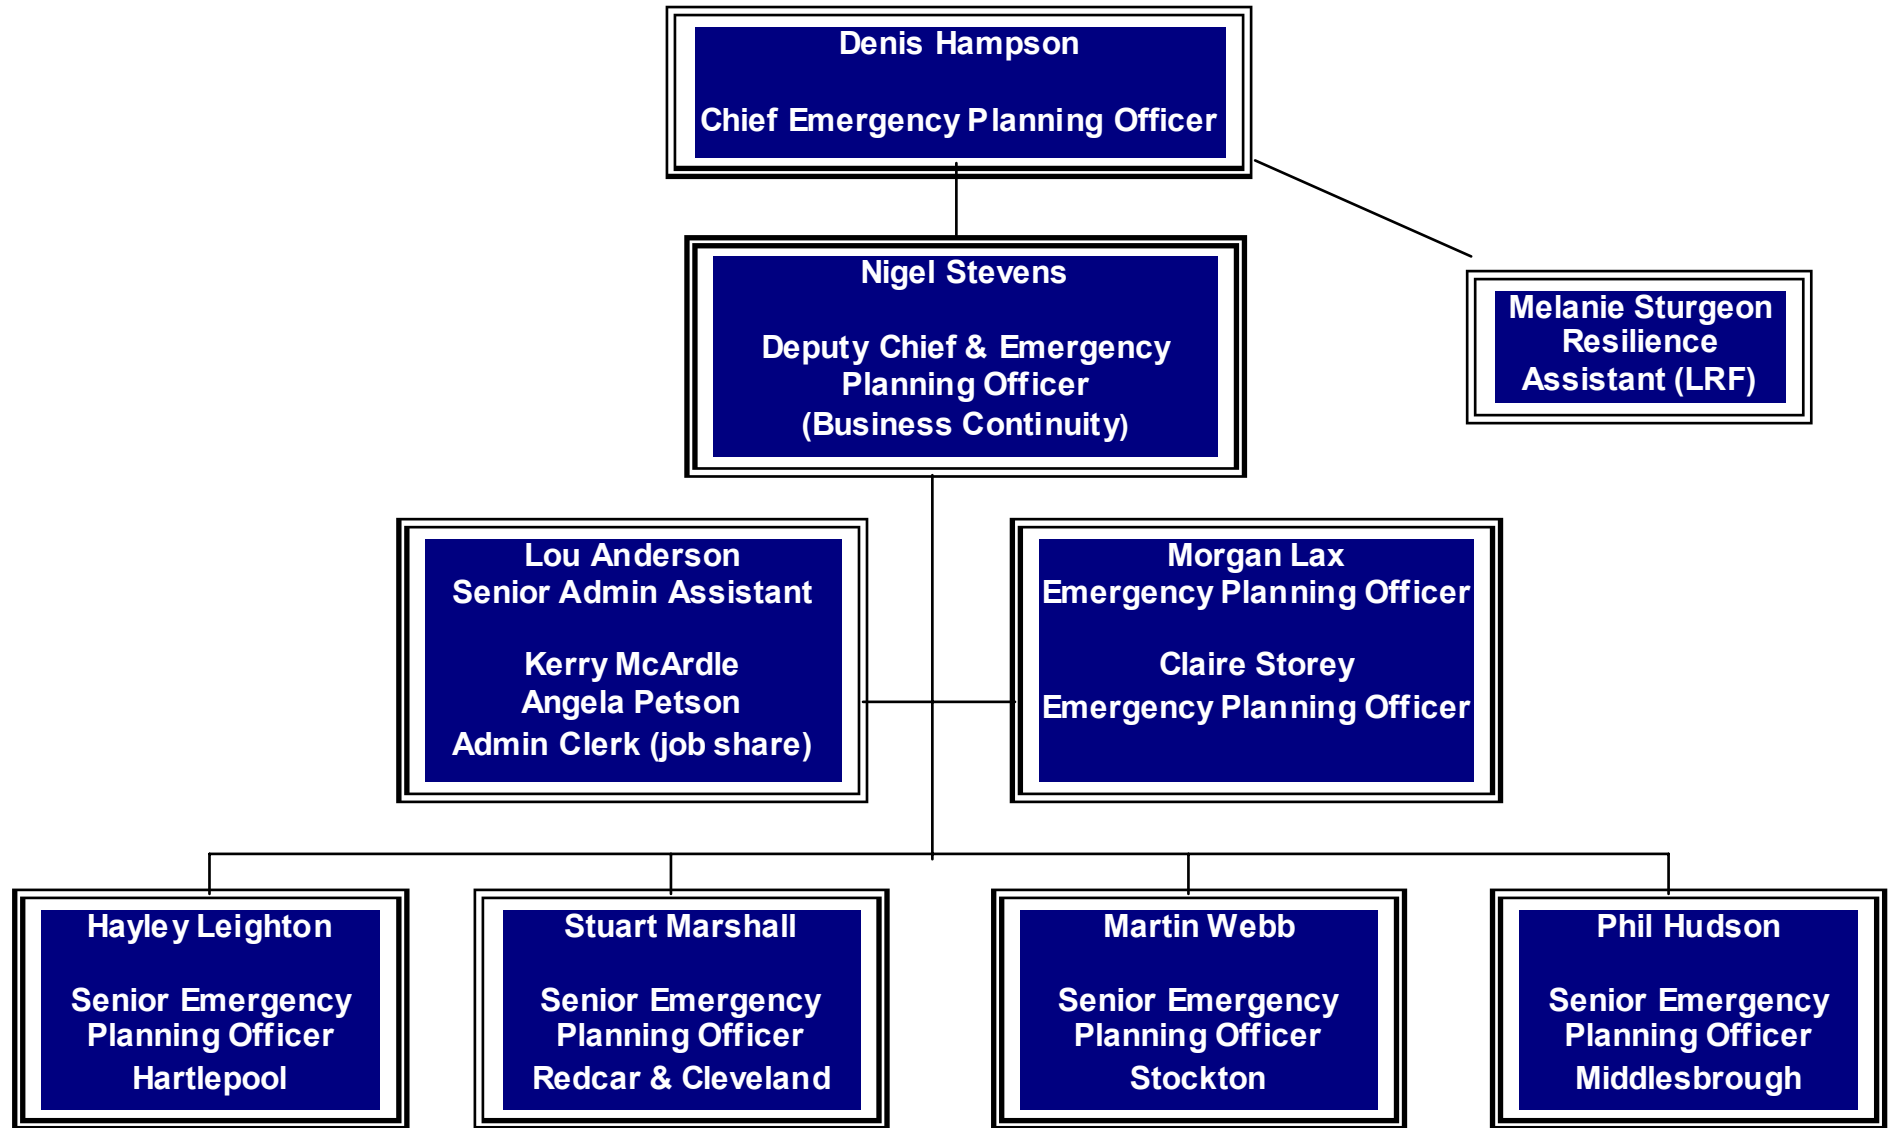 Denis Hampson
Chief Emergency Planning Officer
Nigel Stevens
Deputy Chief & Emergency
Planning Officer
(Business Continuity)
Melanie Sturgeon
Resilience
Assistant (LRF)
Lou Anderson
Senior Admin Assistant
Kerry McArdle
Angela Petson
Admin Clerk (job share)
Morgan Lax
Emergency Planning Officer
Claire Storey
Emergency Planning Officer
Hayley Leighton
Senior Emergency
Planning Officer
Hartlepool
Stuart Marshall
Senior Emergency
Planning Officer
Redcar & Cleveland
Martin Webb
Senior Emergency
Planning Officer
Stockton
Phil Hudson
Senior Emergency
Planning Officer
Middlesbrough